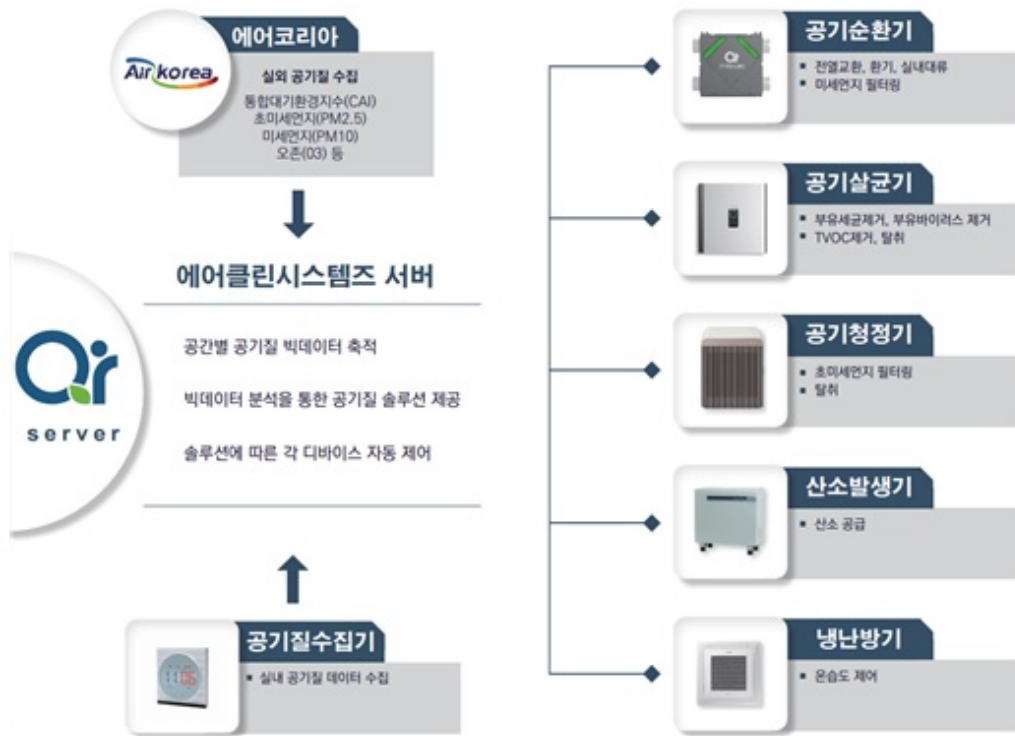 에어코리아
Air korea
실외 공기질 수집
통합대기환경지수(CAI)
초미세먼지(PM2.5)
미세먼지(PM10)
오존(03) 등
에어클린시스템즈 서버
공간별 공기질 빅데이터 축적
빅데이터 분석을 통한 공기질 솔루션 제공
솔루션에 따른 각 디바이스 자동 제어
Air
server
공기질수집기
▪ 실내 공기질 데이터 수집
공기순환기
▪ 전열교환, 환기, 실내대류
▪ 미세먼지 필터링
공기살균기
▪ 부유세균제거, 부유바이러스 제거
▪ TVOC제거, 탈취
공기청정기
▪ 초미세먼지 필터링
▪ 탈취
산소발생기
▪ 산소 공급
냉난방기
▪ 온습도 제어